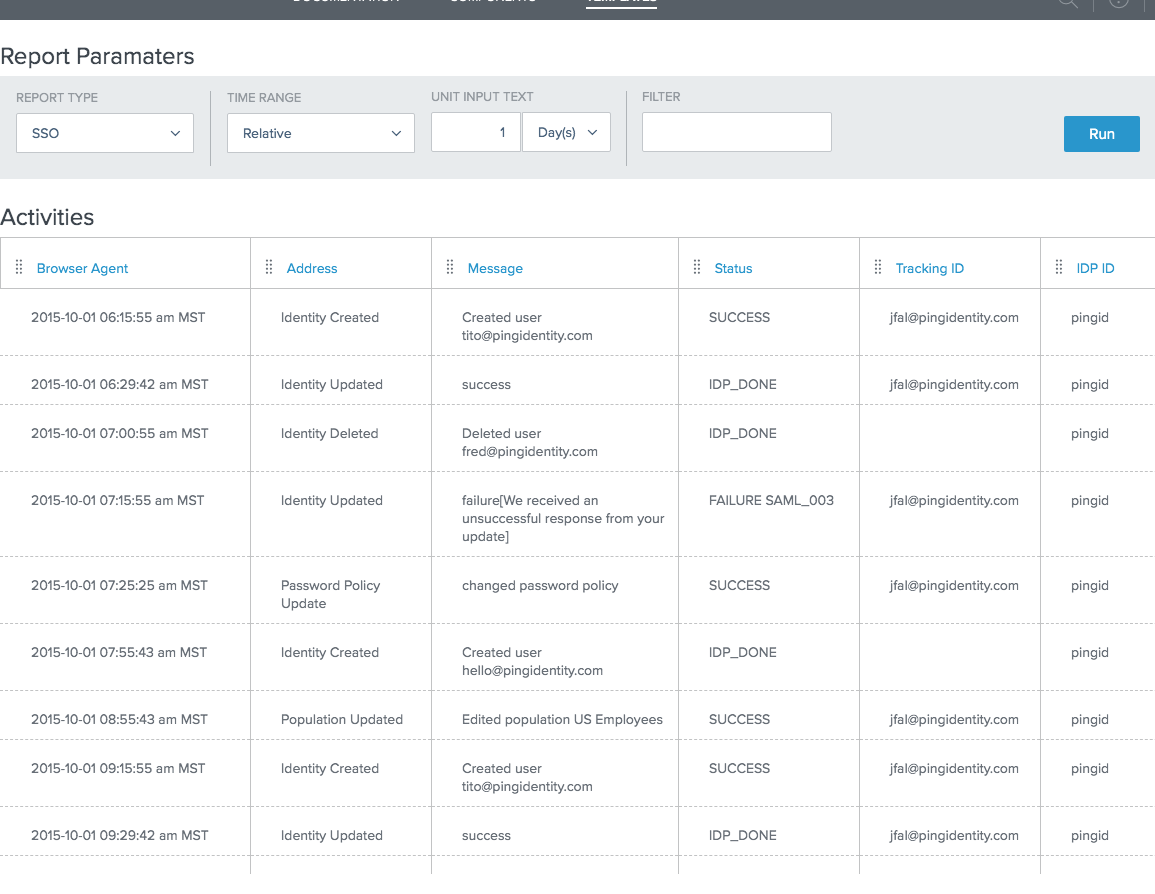 Report Paramaters
REPORT TYPE TIME RANGE UNIT INPUT TEXT FILTER
SSO Relative 1 Day(s) Run
Activities
Browser Agent Address Message Status Tracking ID IDP ID
2015-10-01 06:15:55 am MST Identity Created Created user SUCCESS jfal@pingidentity.com pingid
tito@pingidentity.com
2015-10-01 06:29:42 am MST Identity Updated success IDP_DONE jfal@pingidentity.com pingid
2015-10-01 07:00:55 am MST Identity Deleted Deleted user IDP_DONE pingid
fred@pingidentity.com
2015-10-01 07:15:55 am MST Identity Updated failure[We received an FAILURE SAML_003 jfal@pingidentity.com pingid
unsuccessful response from your
update]
2015-10-01 07:25:25 am MST Password Policy changed password policy SUCCESS jfal@pingidentity.com pingid
Update
2015-10-01 07:55:43 am MST Identity Created Created user IDP_DONE pingid
hello@pingidentity.com
2015-10-01 08:55:43 am MST Population Updated Edited population US Employees SUCCESS jfal@pingidentity.com pingid
2015-10-01 09:15:55 am MST Identity Created Created user SUCCESS jfal@pingidentity.com pingid
tito@pingidentity.com
2015-10-01 09:29:42 am MST Identity Updated success IDP_DONE jfal@pingidentity.com pingid